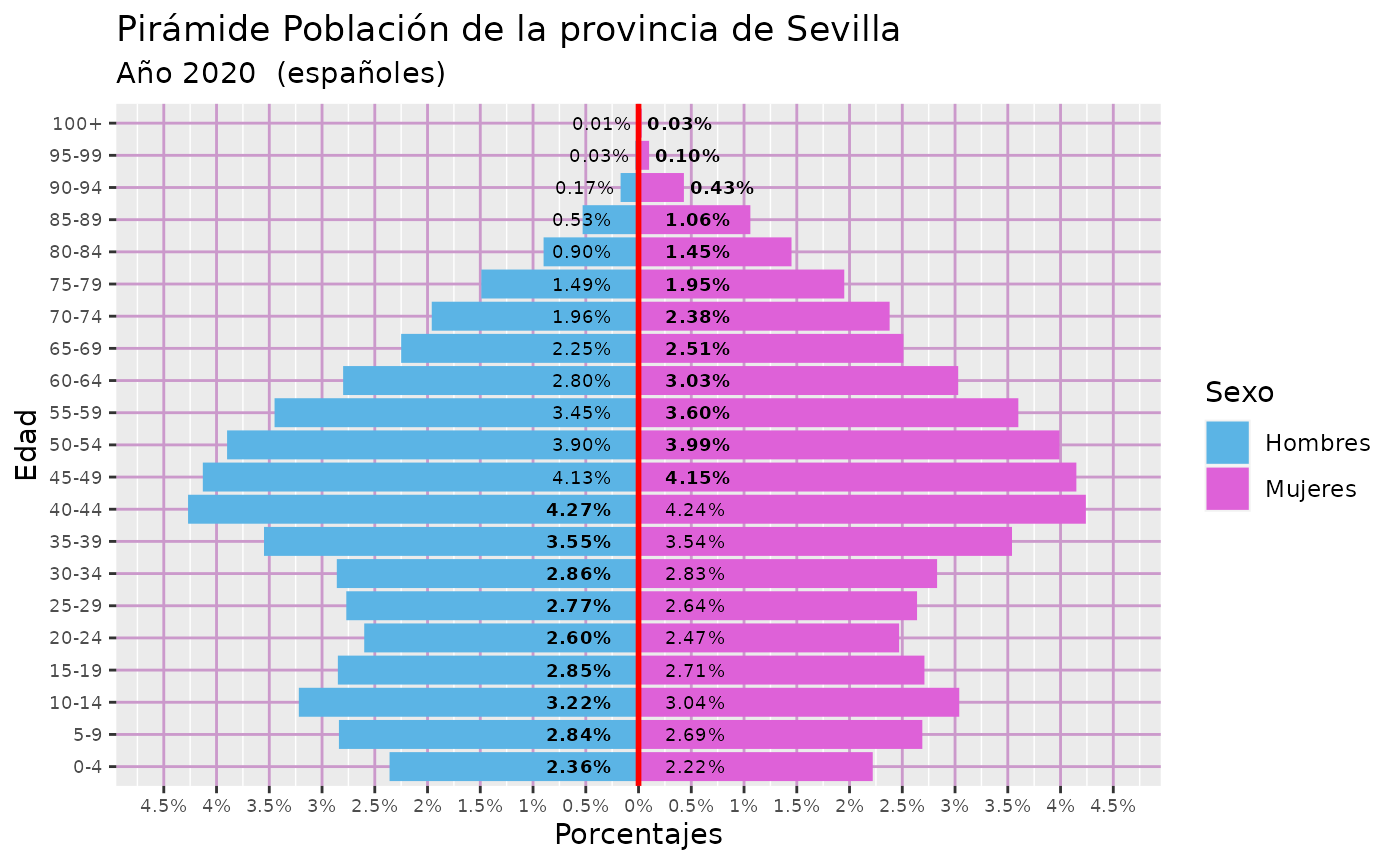 Pirámide Población de la provincia de Sevilla
Año 2020  (españoles)
Edad
100+ 0.01% 0.03%
95-99 0.03% 0.10%
90-94 0.17% 0.43%
85-89 0.53% 1.06%
80-84 0.90% 1.45%
75-79 1.49% 1.95%
70-74 1.96% 2.38%
65-69 2.25% 2.51%
60-64 2.80% 3.03%
55-59 3.45% 3.60%
50-54 3.90% 3.99%
45-49 4.13% 4.15%
40-44 4.27% 4.24%
35-39 3.55% 3.54%
30-34 2.86% 2.83%
25-29 2.77% 2.64%
20-24 2.60% 2.47%
15-19 2.85% 2.71%
10-14 3.22% 3.04%
5-9 2.84% 2.69%
0-4 2.36% 2.22%
4.5% 4% 3.5% 3% 2.5% 2% 1.5% 1% 0.5% 0% 0.5% 1% 1.5% 2% 2.5% 3% 3.5% 4% 4.5%
Porcentajes
Sexo
Hombres
Mujeres